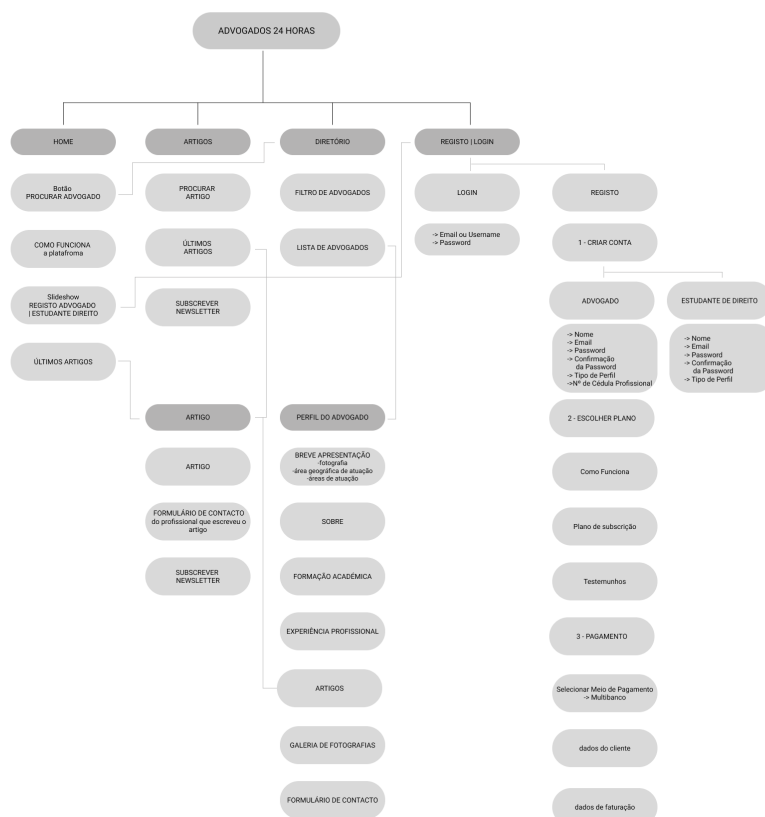 ADVOGADOS 24 HORAS
HOME
ARTIGOS
DIRETÓRIO
REGISTO | LOGIN
Botão
PROCURAR ADVOGADO
PROCURAR
ARTIGO
FILTRO DE ADVOGADOS
LOGIN
REGISTO
COMO FUNCIONA
a platafroma
ÚLTIMOS
ARTIGOS
LISTA DE ADVOGADOS
-> Email ou Username
-> Password
1 - CRIAR CONTA
Slideshow
REGISTO ADVOGADO
| ESTUDANTE DIREITO
SUBSCREVER
NEWSLETTER
ADVOGADO
ESTUDANTE DE DIREITO
-> Nome
-> Email
-> Password
-> Confirmação
da Password
-> Tipo de Perfil
->Nº de Cédula Profissional
-> Nome
-> Email
-> Password
-> Confirmação
da Password
-> Tipo de Perfil
ÚLTIMOS ARTIGOS
ARTIGO
PERFIL DO ADVOGADO
2 - ESCOLHER PLANO
ARTIGO
BREVE APRESENTAÇÃO
-fotografia
-área geográfica de atuação
-áreas de atuação
Como Funciona
FORMULÁRIO DE CONTACTO
do profissional que escreveu o
artigo
SOBRE
Plano de subscrição
SUBSCREVER
NEWSLETTER
FORMAÇÃO ACADÉMICA
Testemunhos
EXPERIÊNCIA PROFISSIONAL
3 - PAGAMENTO
ARTIGOS
Selecionar Meio de Pagamento
-> Multibanco
GALERIA DE FOTOGRAFIAS
dados do cliente
FORMULÁRIO DE CONTACTO
dados de faturação